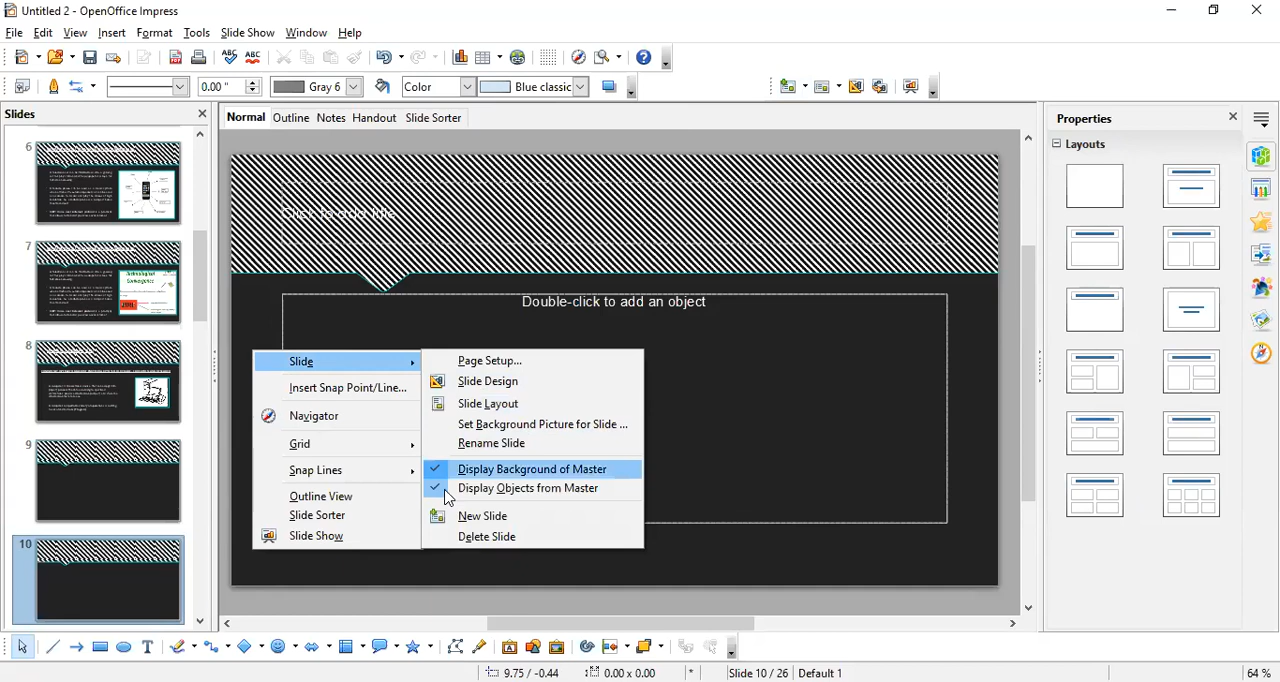 Untitled 2 - OpenOffice Impress
File Edit View Insert Format Tools Slide Show Window Help
0.00 " Gray 6 Color Blue classic
Slides
Normal Outline Notes Handout Slide Sorter
Properties
Layouts
6
7
8
9
10
Technological
Convergence
Click to add title
Double-click to add an object
Slide
Insert Snap Point/Line...
Navigator
Grid
Snap Lines
Outline View
Slide Sorter
Slide Show
Page Setup...
Slide Design
Slide Layout
Set Background Picture for Slide ...
Rename Slide
Display Background of Master
Display Objects from Master
New Slide
Delete Slide
9.75 / -0.44 0.00 x 0.00 * Slide 10 / 26 Default 1 64 %